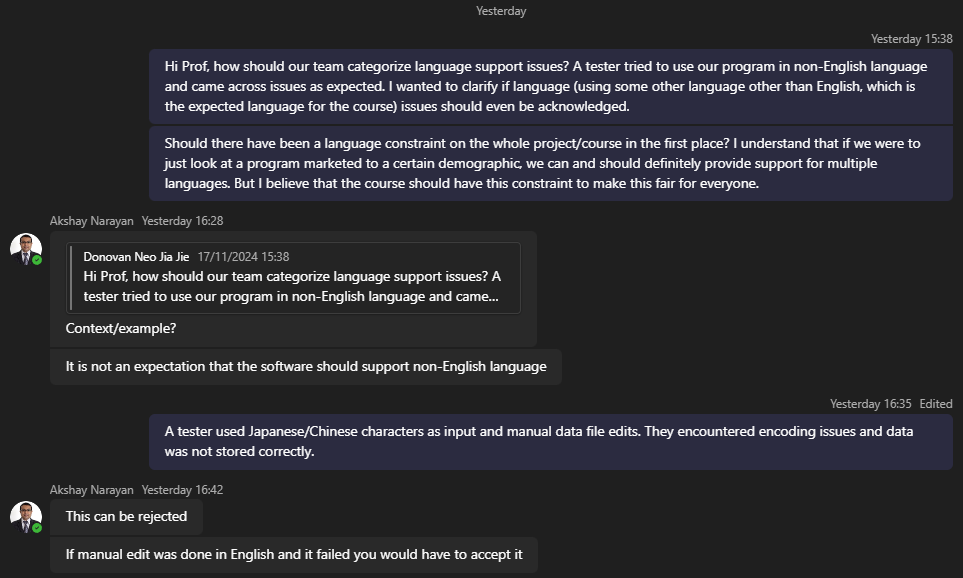 Yesterday
Yesterday 15:38
Hi Prof, how should our team categorize language support issues? A tester tried to use our program in non-English language
and came across issues as expected. I wanted to clarify if language (using some other language other than English, which is
the expected language for the course) issues should even be acknowledged.
Should there have been a language constraint on the whole project/course in the first place? I understand that if we were to
just look at a program marketed to a certain demographic, we can and should definitely provide support for multiple
languages. But I believe that the course should have this constraint to make this fair for everyone.
Akshay Narayan Yesterday 16:28
Donovan Neo Jia Jie 17/11/2024 15:38
Hi Prof, how should our team categorize language support issues? A
tester tried to use our program in non-English language and came...
Context/example?
It is not an expectation that the software should support non-English language
Yesterday 16:35 Edited
A tester used Japanese/Chinese characters as input and manual data file edits. They encountered encoding issues and data
was not stored correctly.
Akshay Narayan Yesterday 16:42
This can be rejected
If manual edit was done in English and it failed you would have to accept it